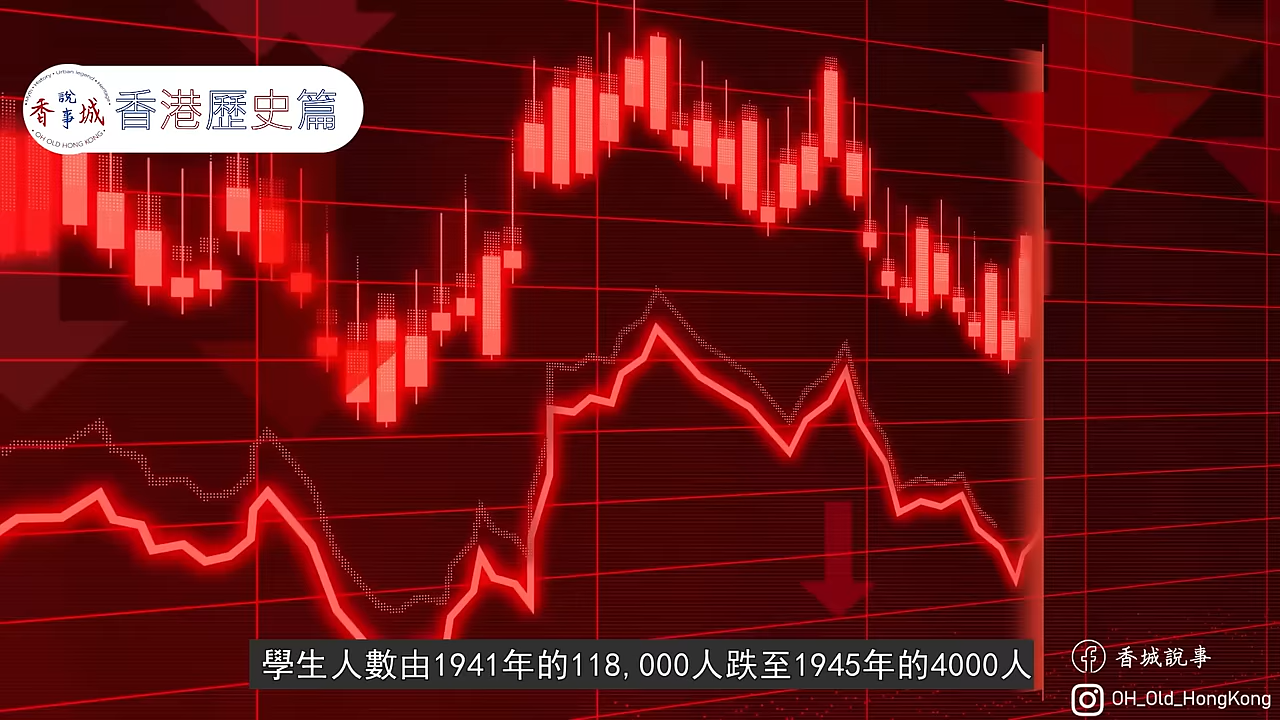 香港歷史篇
說
香事城
OH OLD HONG KONG
學生人數由1941年的118,000人跌至1945年的4000人
香城說事
OH_Old_HongKong